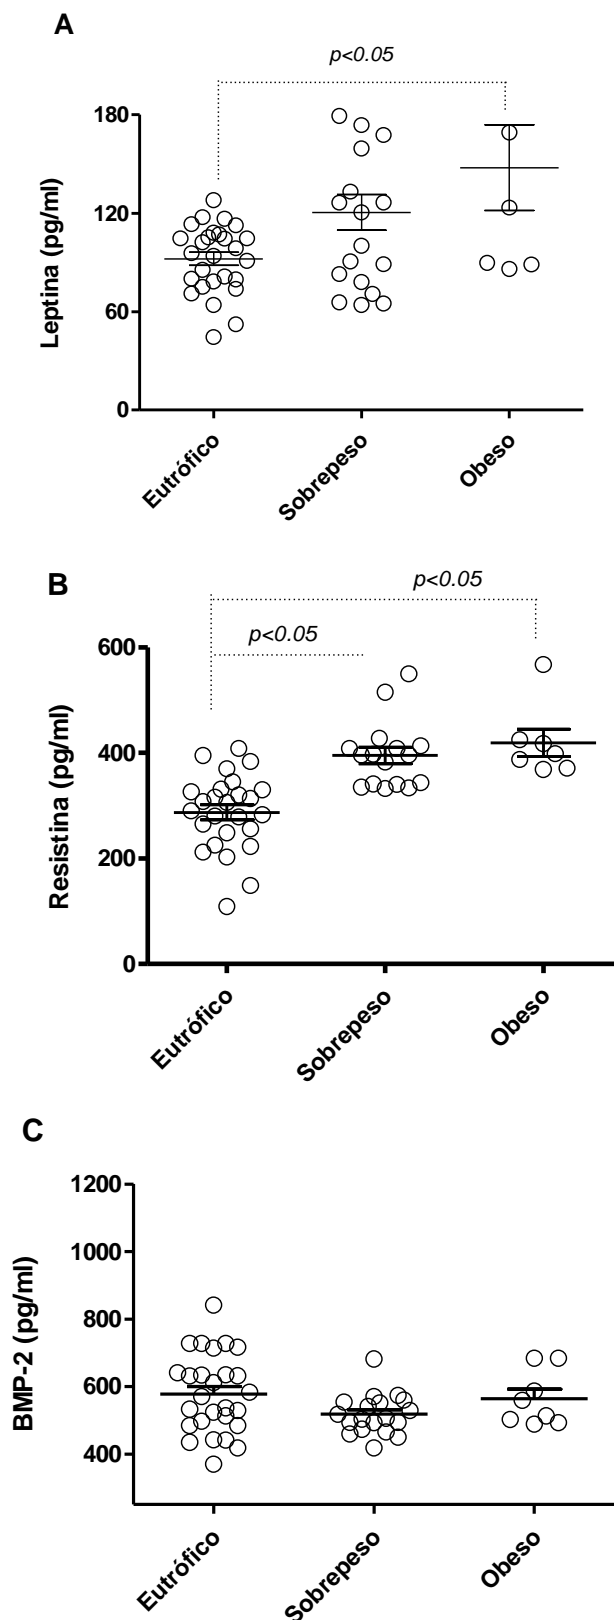 A
p<0.05
Leptina (pg/ml)
180
120
60
0
Eutrófico
Sobrepeso
Obeso
B
p<0.05
p<0.05
Resistina (pg/ml)
600
400
200
0
Eutrófico
Sobrepeso
Obeso
C
BMP-2 (pg/ml)
1200
1000
800
600
400
Eutrófico
Sobrepeso
Obeso